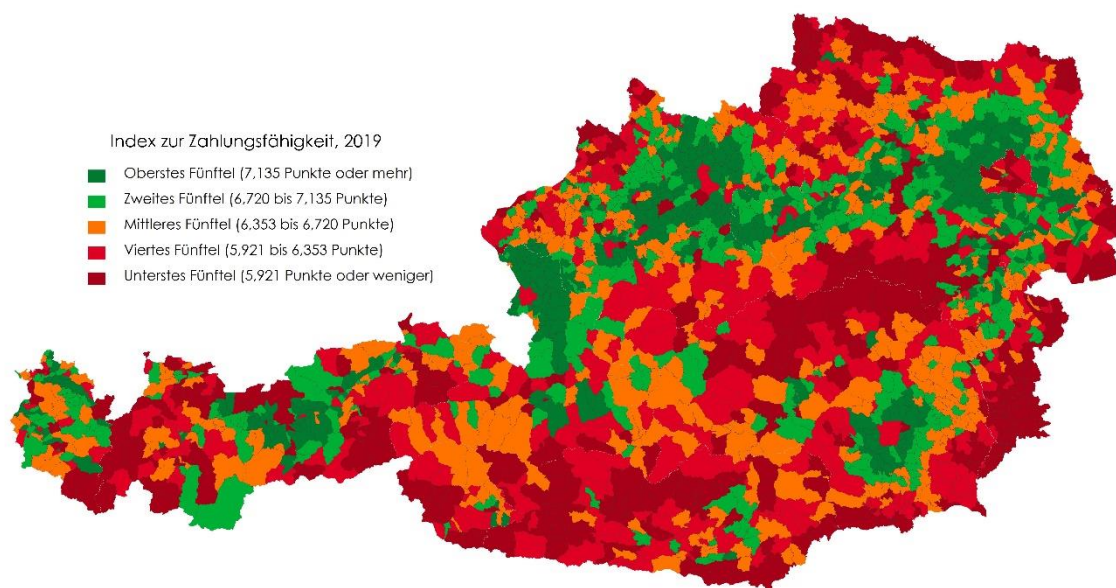 Index zur Zahlungsfähigkeit, 2019
Oberstes Fünftel (7,135 Punkte oder mehr)
Zweites Fünftel (6,720 bis 7,135 Punkte)
Mittleres Fünftel (6,353 bis 6,720 Punkte)
Viertes Fünftel (5,921 bis 6,353 Punkte)
Unterstes Fünftel (5,921 Punkte oder weniger)